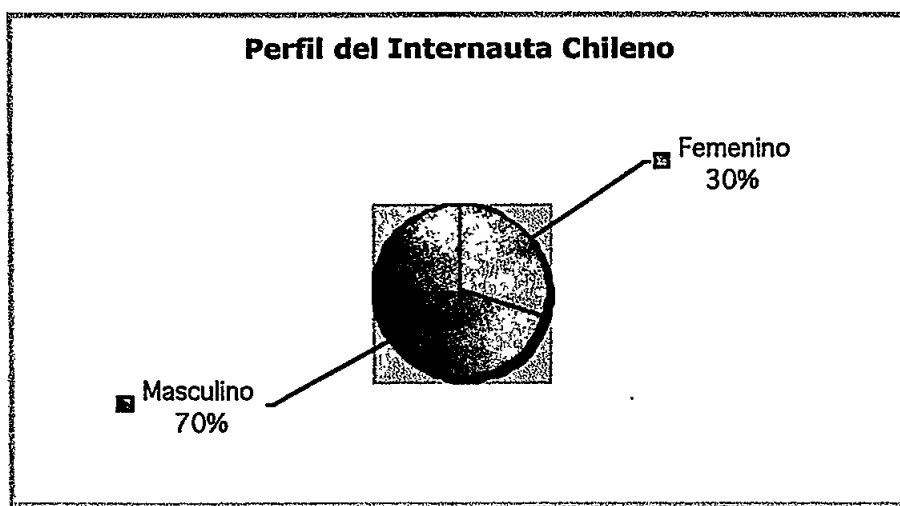 Perfil del Internauta Chileno
Femenino
30%
Masculino
70%